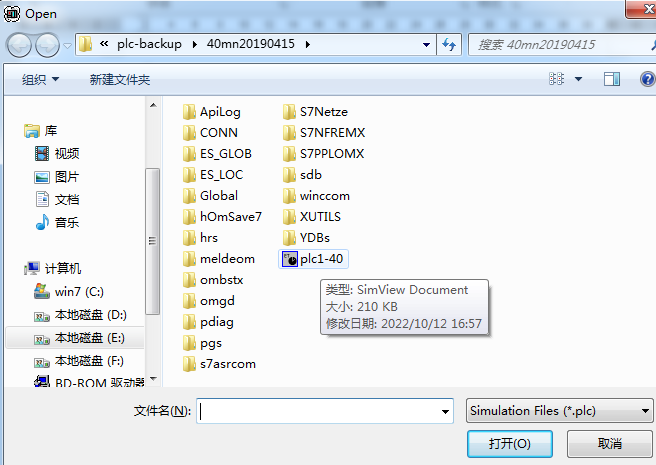 Open
« plc-backup 40mn20190415
搜索 40mn20190415
组织 新建文件夹
库
视频
图片
文档
音乐
计算机
win7 (C:)
本地磁盘 (D:)
本地磁盘 (E:)
本地磁盘 (F:)
BD-ROM 驱动器
ApiLog
CONN
ES_GLOB
ES_LOC
Global
hOmSave7
hrs
meldeom
ombstx
omgd
pdiag
pgs
s7asrcom
S7Netze
S7NFREMX
S7PPLOMX
sdb
winccom
XUTILS
YDBs
plc1-40
类型: SimView Document
大小: 210 KB
修改日期: 2022/10/12 16:57
文件名(N):
Simulation Files (*.plc)
打开(O) 取消